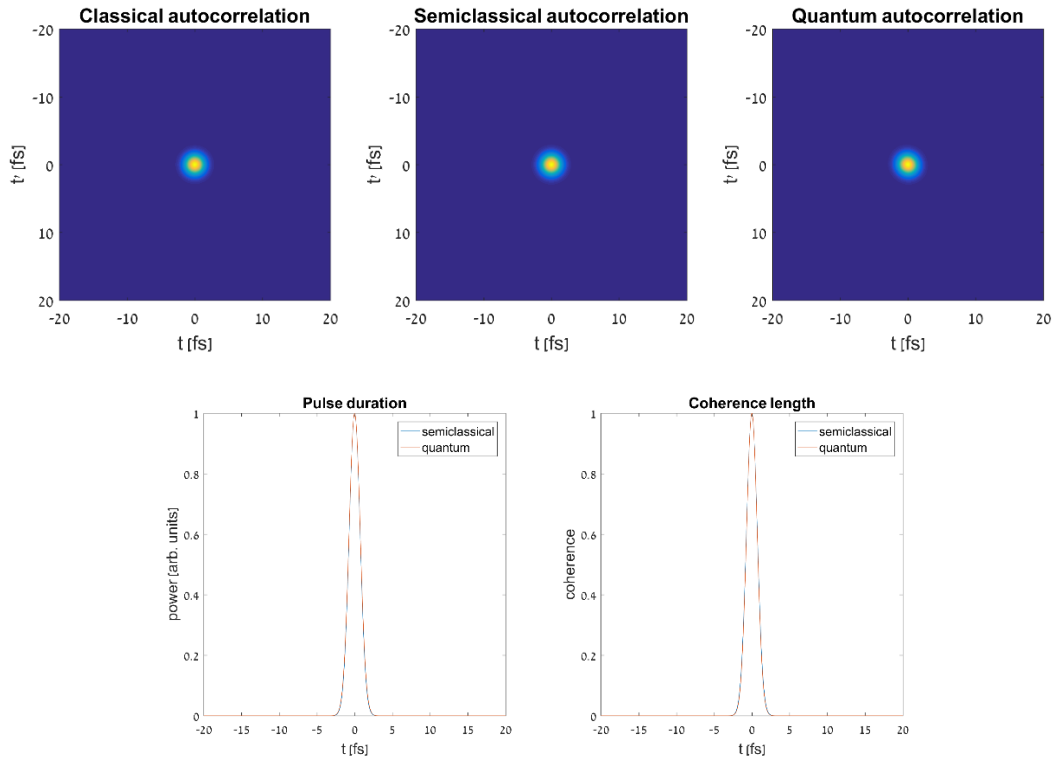 Classical autocorrelation
Semiclassical autocorrelation
Quantum autocorrelation
-20
-10
0
10
20
t' [fs]
-20 -10 0 10 20
t [fs]
-20
-10
0
10
20
t' [fs]
-20 -10 0 10 20
t [fs]
-20
-10
0
10
20
t' [fs]
-20 -10 0 10 20
t [fs]
Pulse duration
1
0.8
0.6
0.4
0.2
0
power [arb. units]
semiclassical
quantum
-20 -15 -10 -5 0 5 10 15 20
t [fs]
Coherence length
1
0.8
0.6
0.4
0.2
0
coherence
semiclassical
quantum
-20 -15 -10 -5 0 5 10 15 20
t [fs]